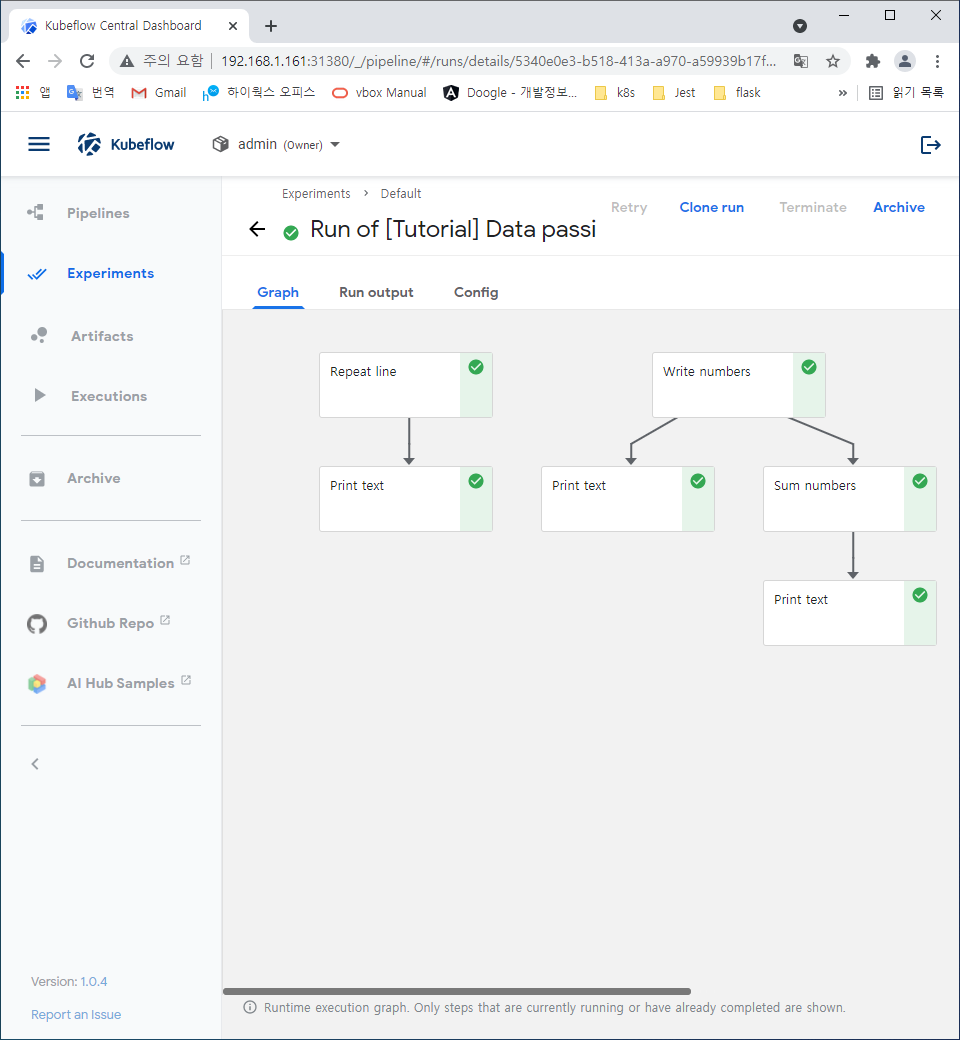 Kubeflow Central Dashboard
주의 요함 | 192.168.1.161:31380/_/pipeline/#/runs/details/5340e0e3-b518-413a-a970-a59939b17f...
앱 번역 Gmail 하이웍스 오피스 vbox Manual Doogle - 개발정보... k8s Jest flask » 읽기 목록
Kubeflow admin (Owner)
Experiments > Default
Retry Clone run Terminate Archive
Run of [Tutorial] Data passi
Pipelines
Experiments
Artifacts
Executions
Archive
Documentation
Github Repo
AI Hub Samples
Version: 1.0.4
Report an Issue
Graph Run output Config
Repeat line Write numbers
Print text Print text Sum numbers
Print text
Runtime execution graph. Only steps that are currently running or have already completed are shown.